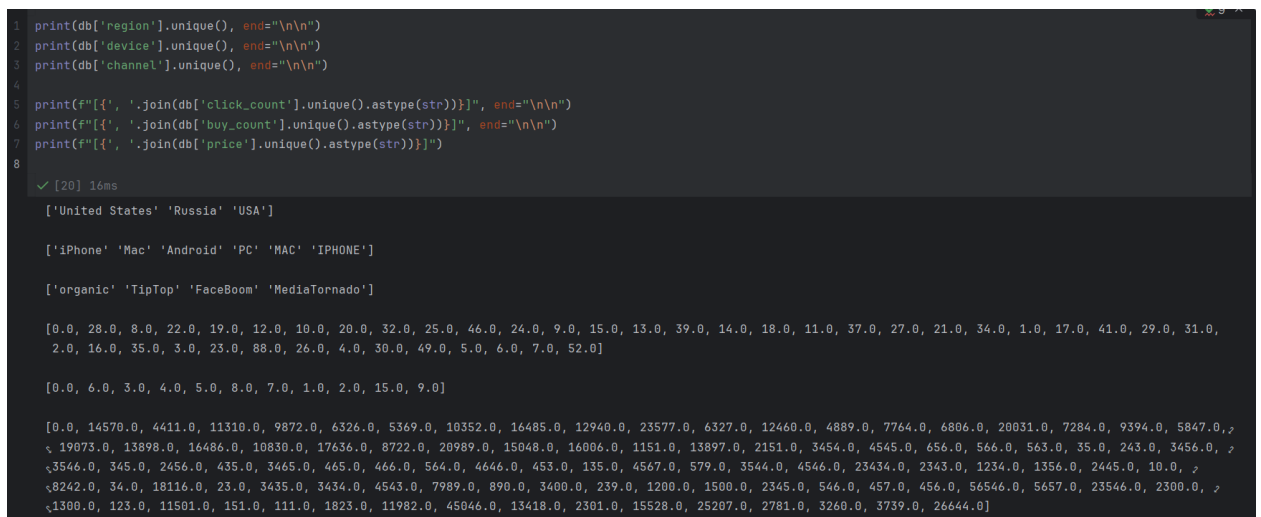 1 print(db['region'].unique(), end="\n\n")
2 print(db['device'].unique(), end="\n\n")
3 print(db['channel'].unique(), end="\n\n")
4
5 print(f"[{', '.join(db['click_count'].unique().astype(str))}]", end="\n\n")
6 print(f"[{', '.join(db['buy_count'].unique().astype(str))}]", end="\n\n")
7 print(f"[{', '.join(db['price'].unique().astype(str))}]")
8
[20] 16ms
['United States' 'Russia' 'USA']
['iPhone' 'Mac' 'Android' 'PC' 'MAC' 'IPHONE']
['organic' 'TipTop' 'FaceBoom' 'MediaTornado']
[0.0, 28.0, 8.0, 22.0, 19.0, 12.0, 10.0, 20.0, 32.0, 25.0, 46.0, 24.0, 9.0, 15.0, 13.0, 39.0, 14.0, 18.0, 11.0, 37.0, 27.0, 21.0, 34.0, 1.0, 17.0, 41.0, 29.0, 31.0,
2.0, 16.0, 35.0, 3.0, 23.0, 88.0, 26.0, 4.0, 30.0, 49.0, 5.0, 6.0, 7.0, 52.0]
[0.0, 6.0, 3.0, 4.0, 5.0, 8.0, 7.0, 1.0, 2.0, 15.0, 9.0]
[0.0, 14570.0, 4411.0, 11310.0, 9872.0, 6326.0, 5369.0, 10352.0, 16485.0, 12940.0, 23577.0, 6327.0, 12460.0, 4889.0, 7764.0, 6806.0, 20031.0, 7284.0, 9394.0, 5847.0,
19073.0, 13898.0, 16486.0, 10830.0, 17636.0, 8722.0, 20989.0, 15048.0, 16006.0, 1151.0, 13897.0, 2151.0, 3454.0, 4545.0, 656.0, 566.0, 563.0, 35.0, 243.0, 3456.0,
3546.0, 345.0, 2456.0, 435.0, 3465.0, 465.0, 466.0, 564.0, 4646.0, 453.0, 135.0, 4567.0, 579.0, 3544.0, 4546.0, 23434.0, 2343.0, 1234.0, 1356.0, 2445.0, 10.0,
8242.0, 34.0, 18116.0, 23.0, 3435.0, 3434.0, 4543.0, 7989.0, 890.0, 3400.0, 239.0, 1200.0, 1500.0, 2345.0, 546.0, 457.0, 456.0, 56546.0, 5657.0, 23546.0, 2300.0,
1300.0, 123.0, 11501.0, 151.0, 111.0, 1823.0, 11982.0, 45046.0, 13418.0, 2301.0, 15528.0, 25207.0, 2781.0, 3260.0, 3739.0, 26644.0]